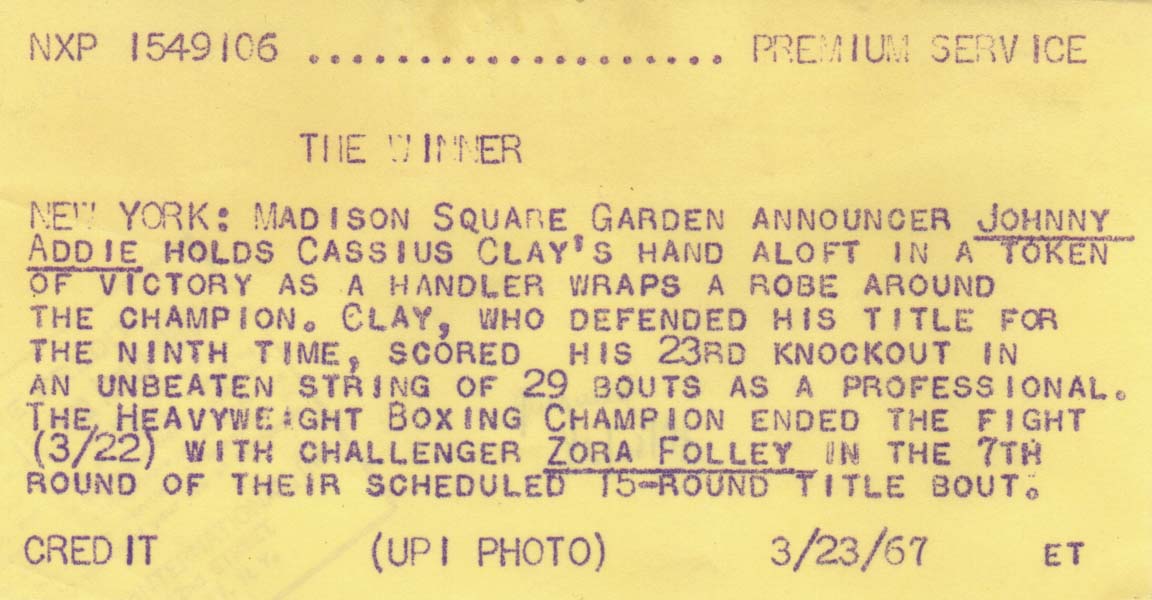 NXP 1549106 ................... PREMIUM SERVICE
THE WINNER
NEW YORK: MADISON SQUARE GARDEN ANNOUNCER JOHNNY
ADDIE HOLDS CASSIUS CLAY'S HAND ALOFT IN A TOKEN
OF VICTORY AS A HANDLER WRAPS A ROBE AROUND
THE CHAMPION. CLAY, WHO DEFENDED HIS TITLE FOR
THE NINTH TIME, SCORED HIS 23RD KNOCKOUT IN
AN UNBEATEN STRING OF 29 BOUTS AS A PROFESSIONAL.
THE HEAVYWEIGHT BOXING CHAMPION ENDED THE FIGHT
(3/22) WITH CHALLENGER ZORA FOLLEY IN THE 7TH
ROUND OF THEIR SCHEDULED 15-ROUND TITLE BOUT.
CREDIT (UPI PHOTO) 3/23/67 ET